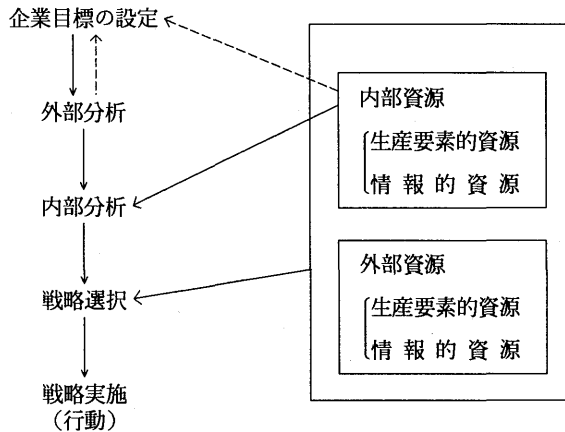 企業目標の設定
外部分析
内部分析
戦略選択
戦略実施
（行動）
内部資源
生産要素的資源
情報的資源
外部資源
生産要素的資源
情報的資源